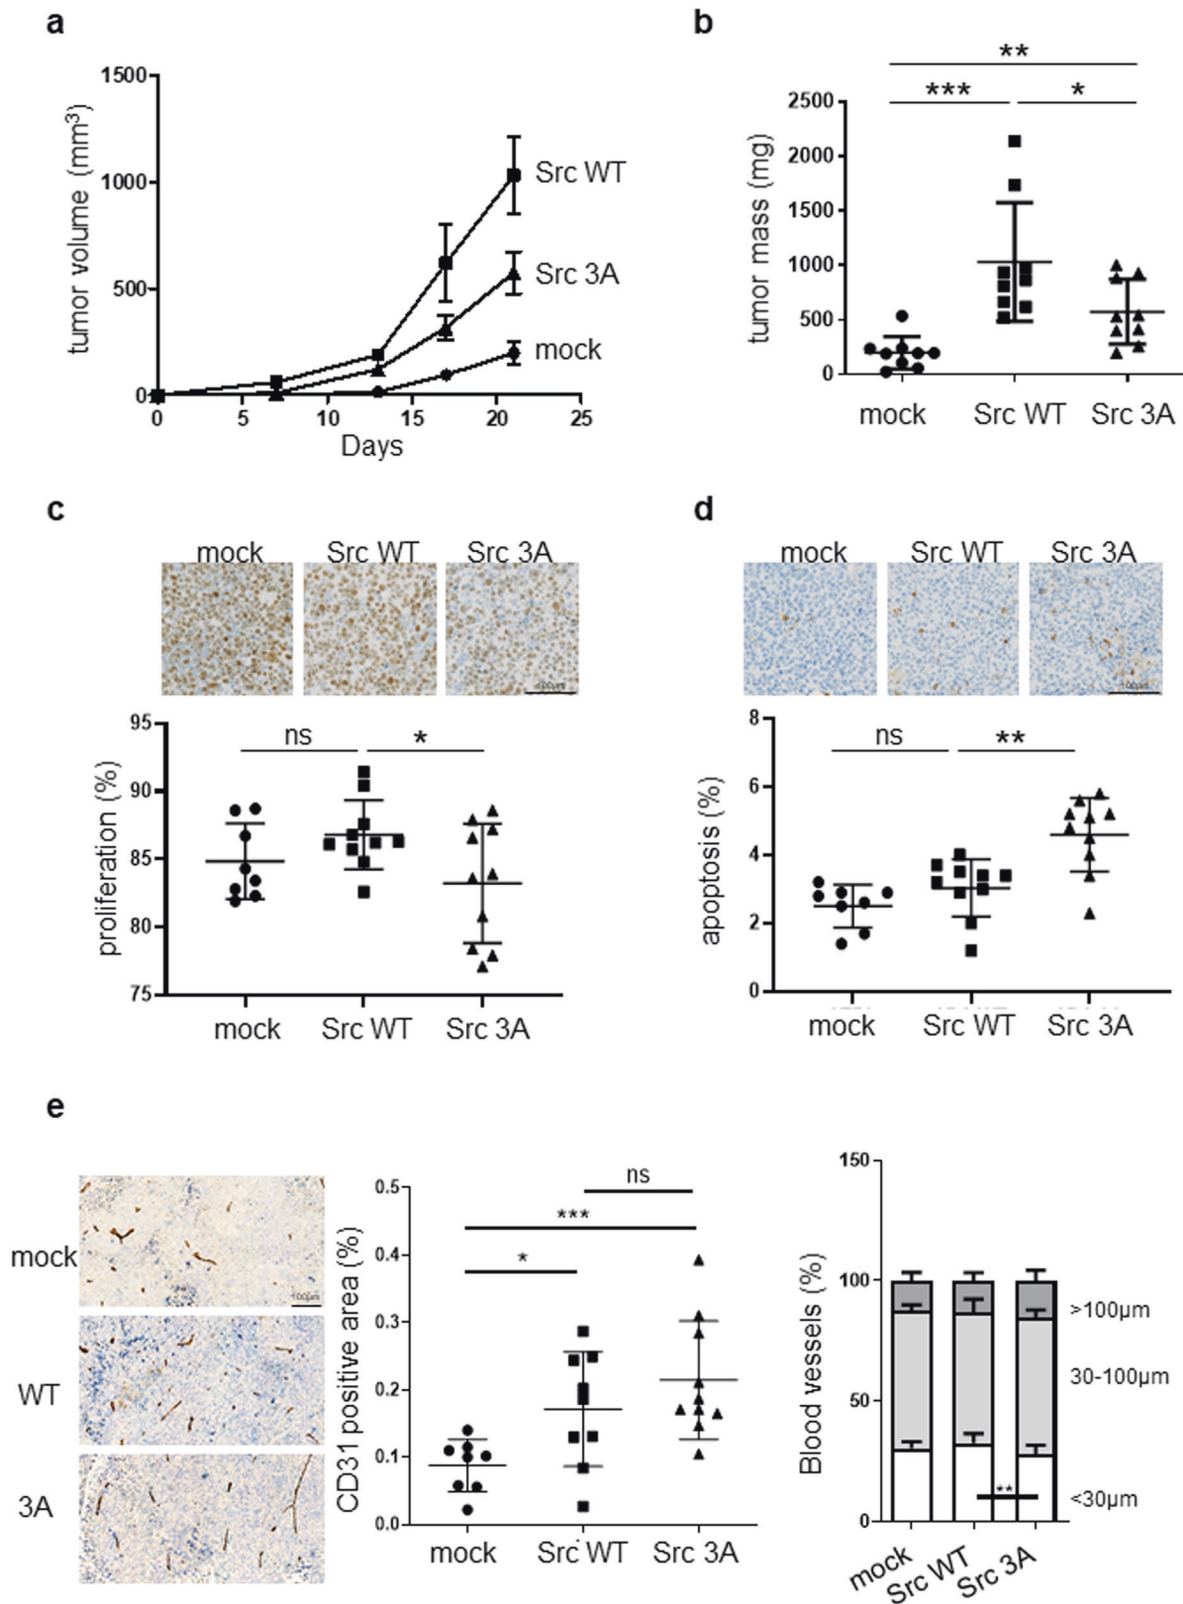 a
tumor volume (mm³)
1500
1000
500
0
0 5 10 15 20 25
Days
Src WT
Src 3A
mock
b
**
*** *
tumor mass (mg)
2500
2000
1500
1000
500
0
mock Src WT Src 3A
c
mock Src WT Src 3A
100µm
proliferation (%)
95
90
85
80
75
ns *
mock Src WT Src 3A
d
mock Src WT Src 3A
100µm
apoptosis (%)
8
6
4
2
0
ns **
mock Src WT Src 3A
e
mock
100µm
WT
3A
CD31 positive area (%)
0.5
0.4
0.3
0.2
0.1
0.0
ns
***
*
mock Src WT Src 3A
Blood vessels (%)
150
100
50
0
>100µm
30-100µm
<30µm
**
mock Src WT Src 3A